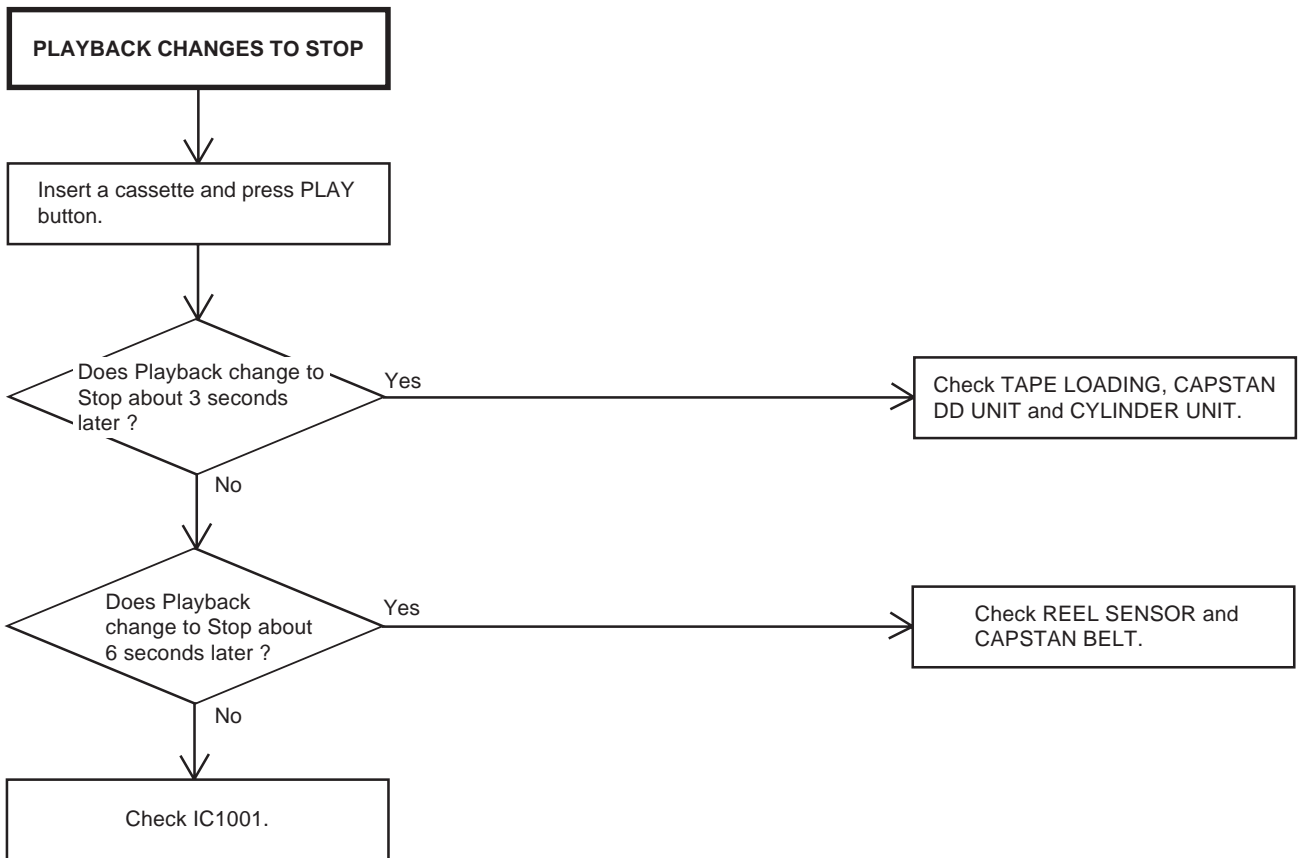 PLAYBACK CHANGES TO STOP
Insert a cassette and press PLAY
button.
Does Playback change to
Stop about 3 seconds
later ?
Yes
Check TAPE LOADING, CAPSTAN
DD UNIT and CYLINDER UNIT.
No
Does Playback
change to Stop about
6 seconds later ?
Yes
Check REEL SENSOR and
CAPSTAN BELT.
No
Check IC1001.